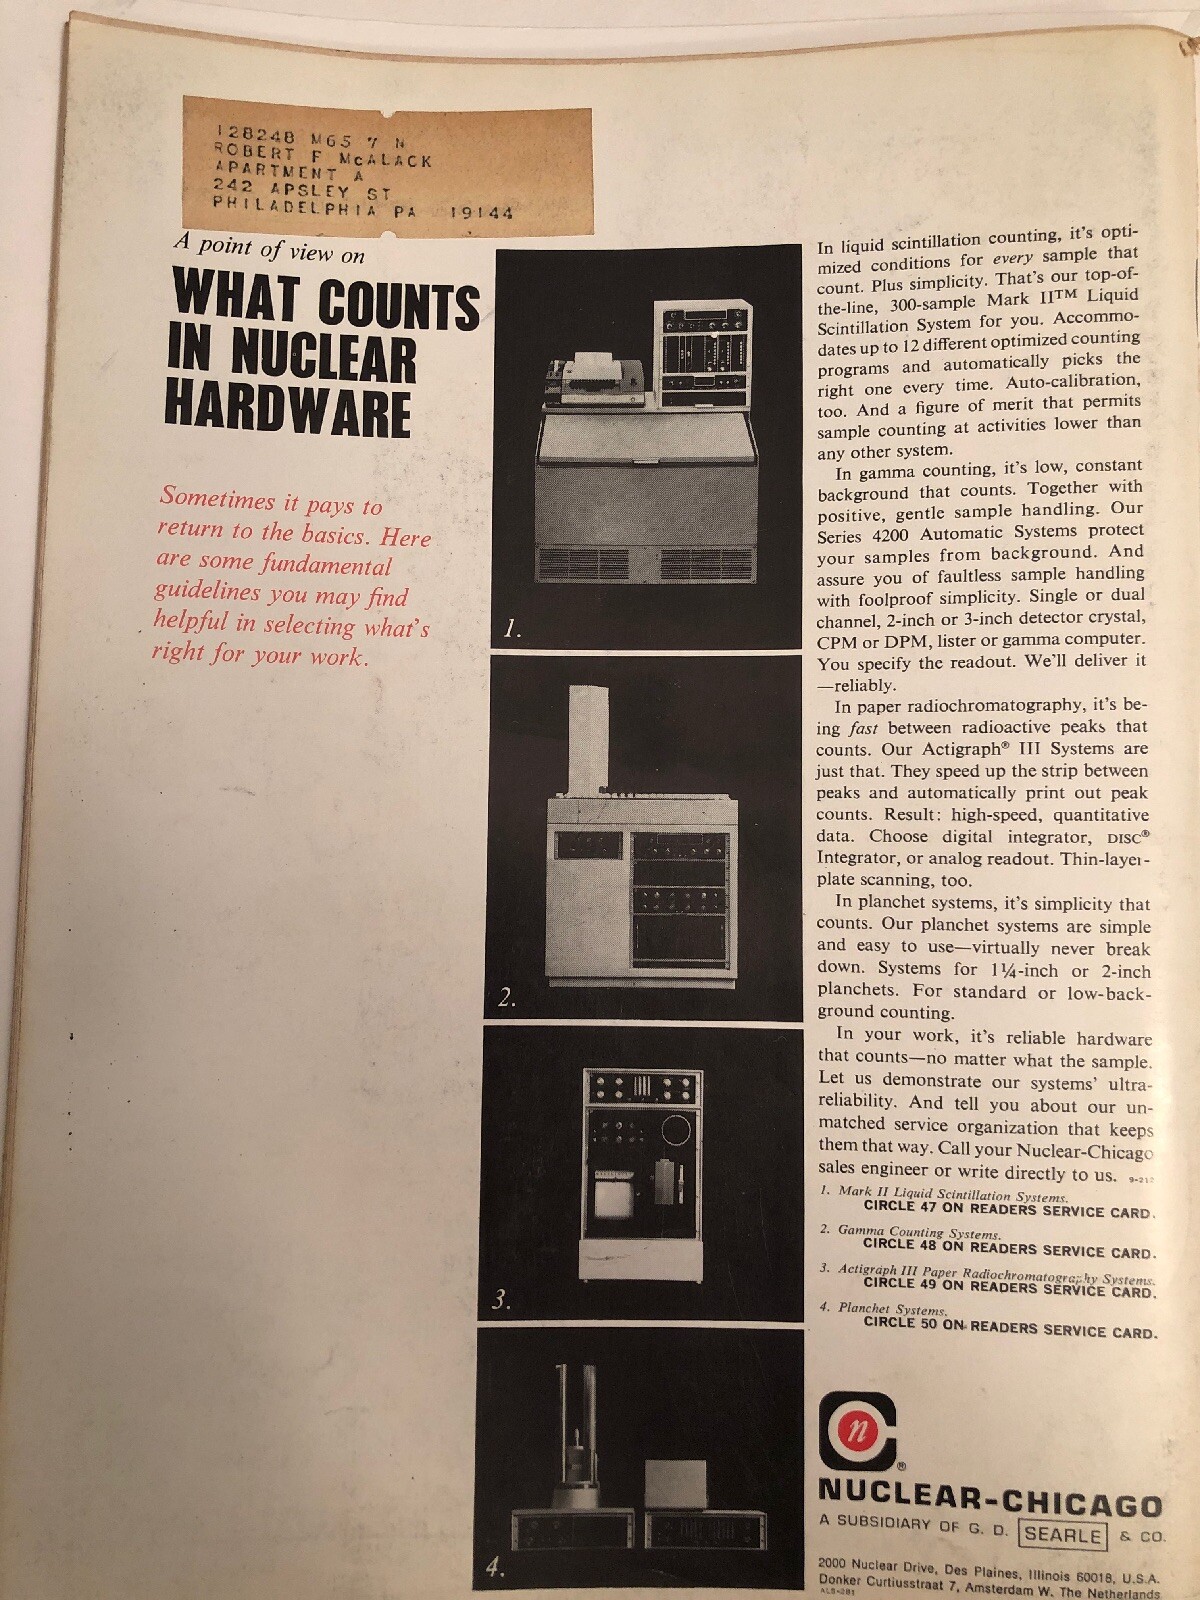 128248 M65 7 N
ROBERT F McALACK
APARTMENT A
242 APSLEY ST
PHILADELPHIA PA 19144
A point of view on
WHAT COUNTS
IN NUCLEAR
HARDWARE
Sometimes it pays to
return to the basics. Here
are some fundamental
guidelines you may find
helpful in selecting what's
right for your work.
1.
2.
3.
4.
In liquid scintillation counting, it's opti-
mized conditions for every sample that
count. Plus simplicity. That's our top-of-
the-line, 300-sample Mark II™ Liquid
Scintillation System for you. Accommo-
dates up to 12 different optimized counting
programs and automatically picks the
right one every time. Auto-calibration,
too. And a figure of merit that permits
sample counting at activities lower than
any other system.
In gamma counting, it's low, constant
background that counts. Together with
positive, gentle sample handling. Our
Series 4200 Automatic Systems protect
your samples from background. And
assure you of faultless sample handling
with foolproof simplicity. Single or dual
channel, 2-inch or 3-inch detector crystal,
CPM or DPM, lister or gamma computer.
You specify the readout. We'll deliver it
—reliably.
In paper radiochromatography, it's be-
ing fast between radioactive peaks that
counts. Our Actigraph® III Systems are
just that. They speed up the strip between
peaks and automatically print out peak
counts. Result: high-speed, quantitative
data. Choose digital integrator, DISC®
Integrator, or analog readout. Thin-layer-
plate scanning, too.
In planchet systems, it's simplicity that
counts. Our planchet systems are simple
and easy to use—virtually never break
down. Systems for 1¼-inch or 2-inch
planchets. For standard or low-back-
ground counting.
In your work, it's reliable hardware
that counts—no matter what the sample.
Let us demonstrate our systems' ultra-
reliability. And tell you about our un-
matched service organization that keeps
them that way. Call your Nuclear-Chicago
sales engineer or write directly to us.
1. Mark II Liquid Scintillation Systems.
CIRCLE 47 ON READERS SERVICE CARD.
2. Gamma Counting Systems.
CIRCLE 48 ON READERS SERVICE CARD.
3. Actigraph III Paper Radiochromatography Systems.
CIRCLE 49 ON READERS SERVICE CARD.
4. Planchet Systems.
CIRCLE 50 ON READERS SERVICE CARD.
n
®
NUCLEAR-CHICAGO
A SUBSIDIARY OF G. D. SEARLE & CO.
2000 Nuclear Drive, Des Plaines, Illinois 60018, U.S.A.
Donker Curtiusstraat 7, Amsterdam W, The Netherlands